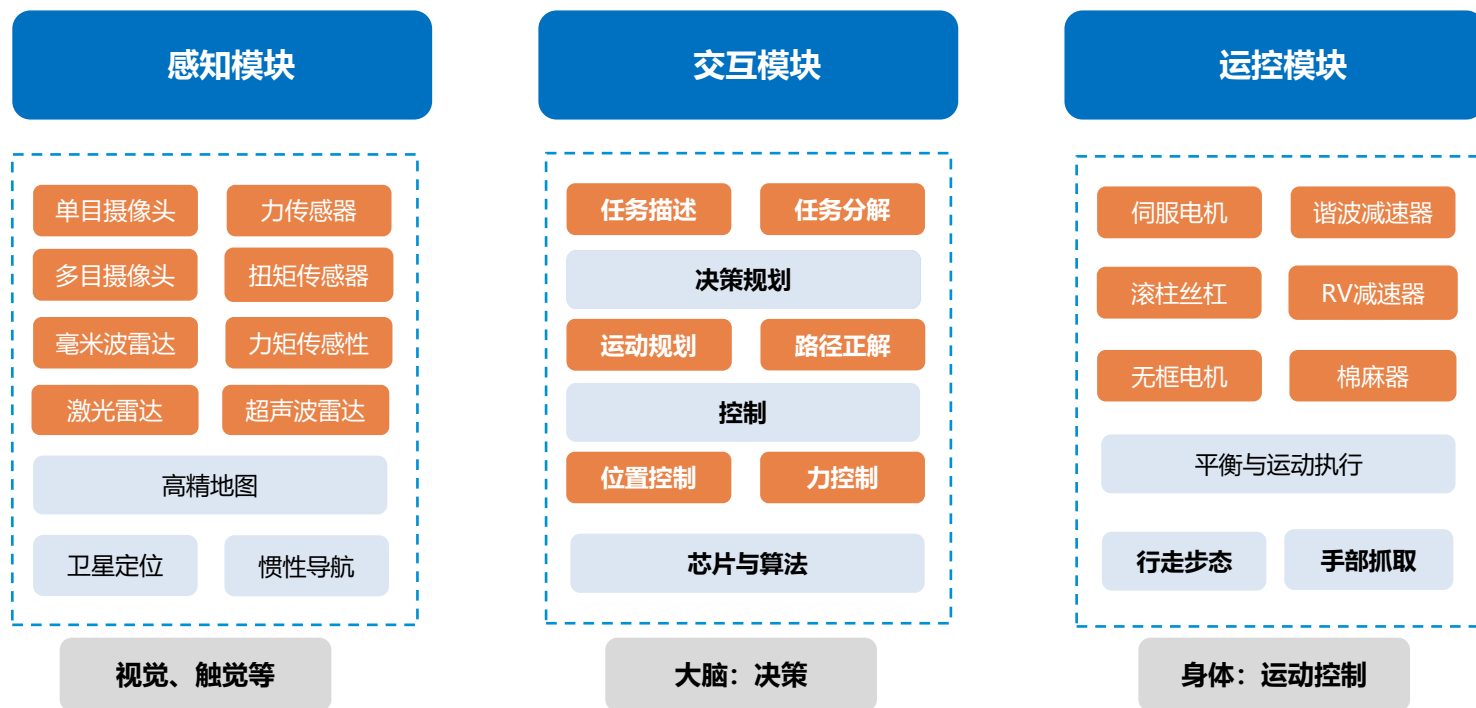 感知模块
单目摄像头
力传感器
多目摄像头
扭矩传感器
毫米波雷达
力矩传感性
激光雷达
超声波雷达
高精地图
卫星定位
惯性导航
视觉、触觉等
交互模块
任务描述
任务分解
决策规划
运动规划
路径正解
控制
位置控制
力控制
芯片与算法
大脑：决策
运控模块
伺服电机
谐波减速器
滚柱丝杠
RV减速器
无框电机
棉麻器
平衡与运动执行
行走步态
手部抓取
身体：运动控制